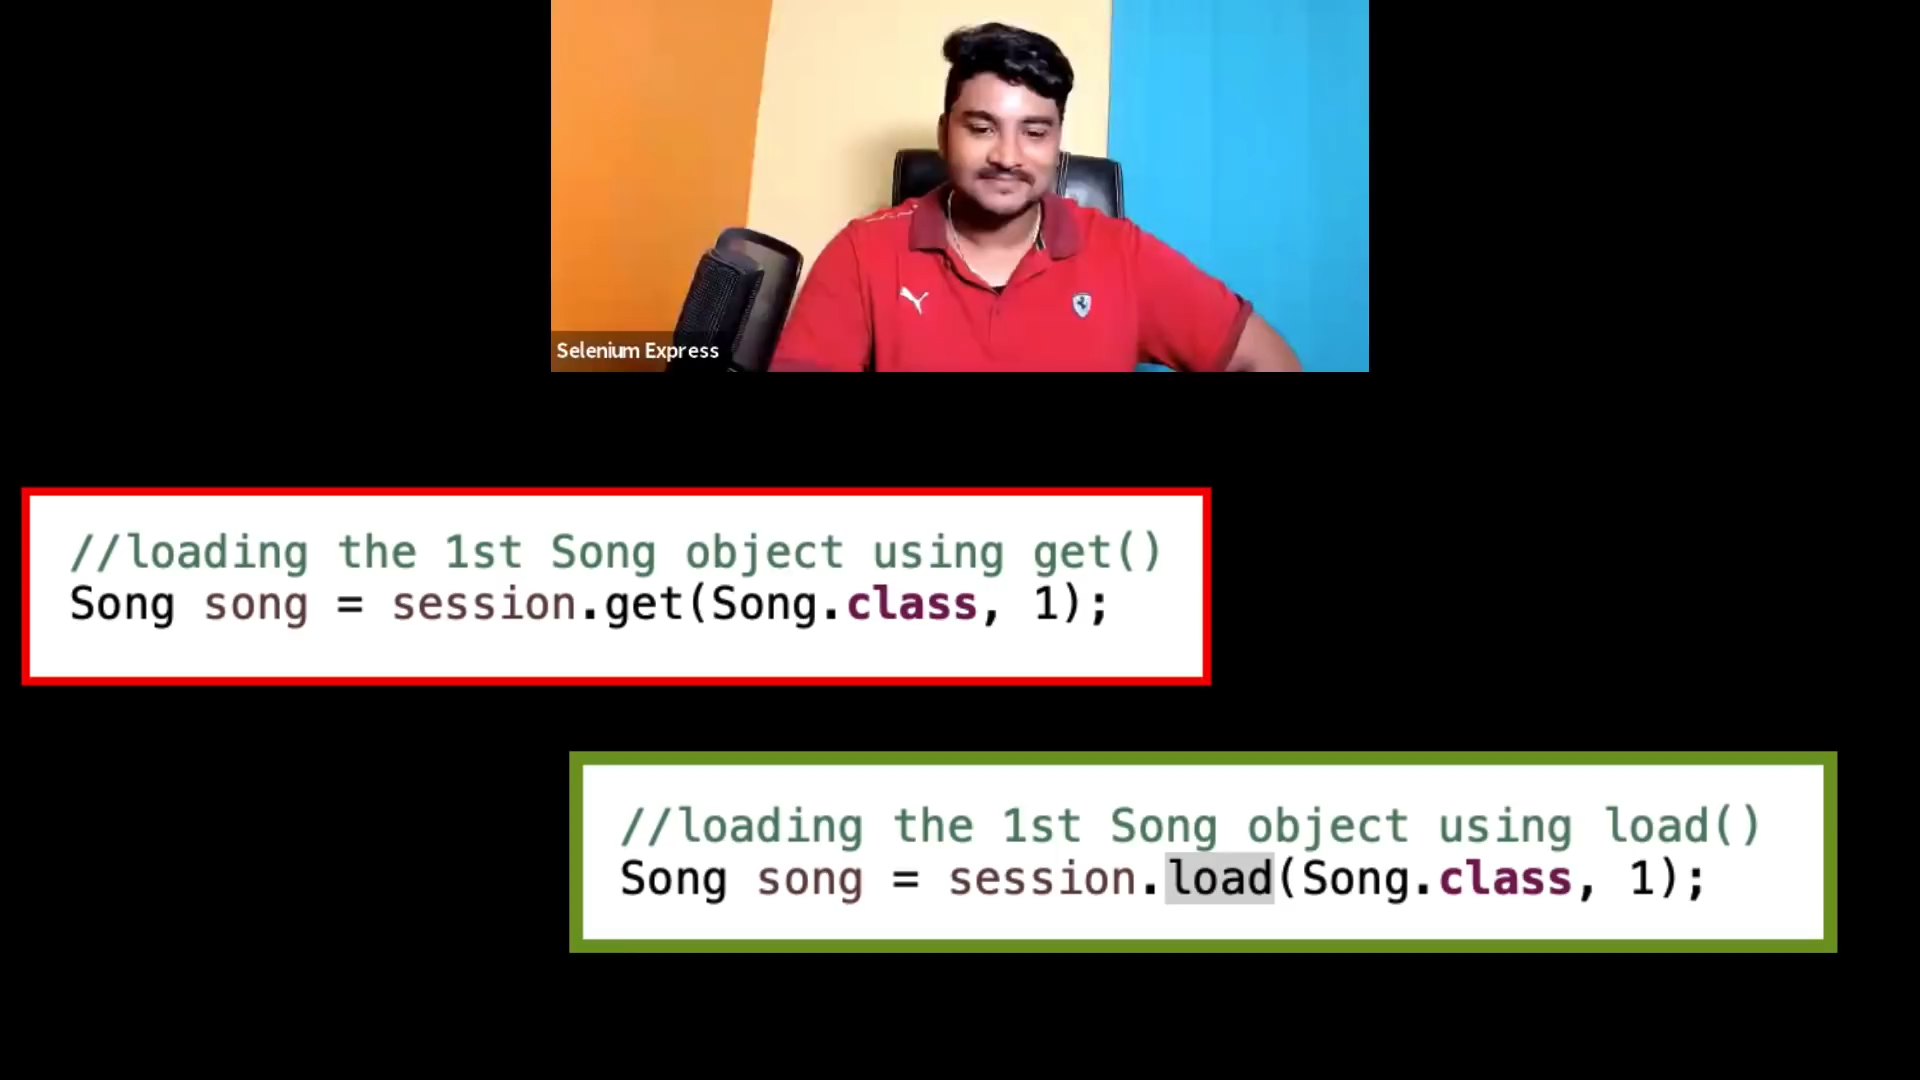 Selenium Express
//loading the 1st Song object using get()
Song song = session.get(Song.class, 1);
//loading the 1st Song object using load()
Song song = session.load(Song.class, 1);